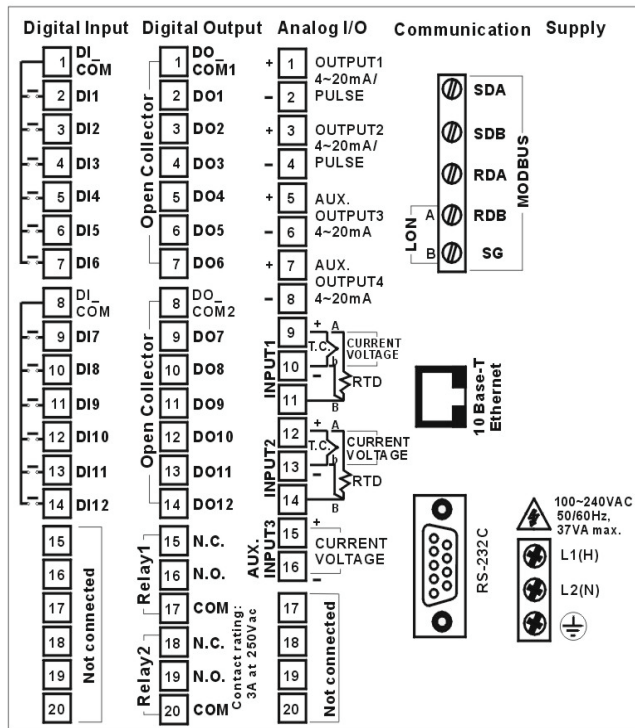 Digital Input
1 DI_
COM
2 DI1
3 DI2
4 DI3
5 DI4
6 DI5
7 DI6
8 DI_
COM
9 DI7
10 DI8
11 DI9
12 DI10
13 DI11
14 DI12
15
16
17
18
19
20
Not connected
Digital Output
Open Collector
1 DO_
COM1
2 DO1
3 DO2
4 DO3
5 DO4
6 DO5
7 DO6
Open Collector
8 DO_
COM2
9 DO7
10 DO8
11 DO9
12 DO10
13 DO11
14 DO12
Relay1
15 N.C.
16 N.O.
17 COM
Relay2
18 N.C.
19 N.O.
20 COM
Contact rating:
3A at 250Vac
Analog I/O
+ 1 OUTPUT1
4~20mA/
− 2 PULSE
+ 3 OUTPUT2
4~20mA/
− 4 PULSE
+ 5 AUX.
OUTPUT3
− 6 4~20mA
+ 7 AUX.
OUTPUT4
− 8 4~20mA
INPUT1
9 + A
T.C. b
CURRENT
VOLTAGE
10 −
RTD
11 B
INPUT2
12 + A
T.C. b
CURRENT
VOLTAGE
13 −
RTD
14 B
AUX.
INPUT3
15 +
CURRENT
VOLTAGE
16 −
17
18
19
20
Not connected
Communication
SDA
SDB
RDA
A RDB
B SG
LON
MODBUS
10 Base-T
Ethernet
RS-232C
Supply
100~240VAC
50/60Hz,
37VA max.
L1(H)
L2(N)